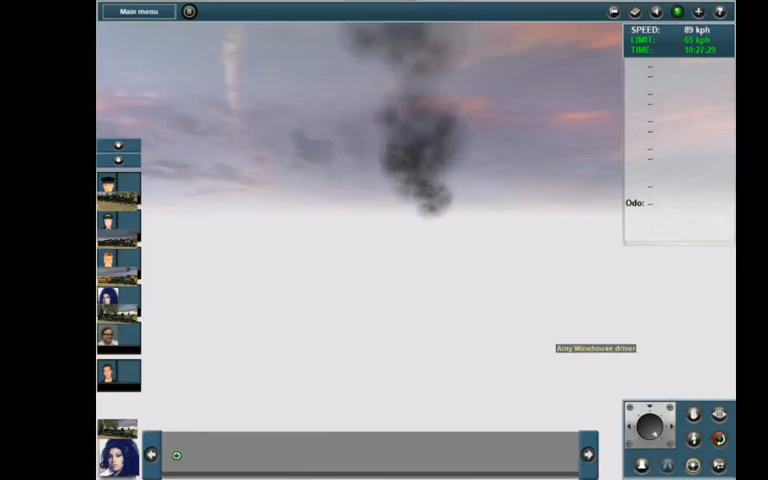 Main menu
SPEED: 89 kph
LIMIT: 65 kph
TIME: 10:27:29
Odo: --
Amy Winehouse driver